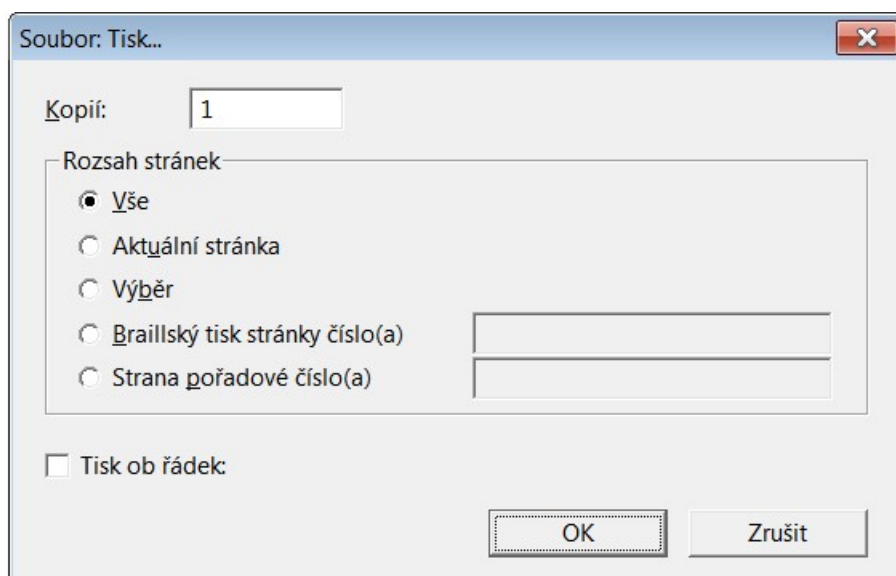 Soubor: Tisk...
Kopií: 1
Rozsah stránek
Vše
Aktuální stránka
Výběr
Braillský tisk stránky číslo(a)
Strana pořadové číslo(a)
Tisk ob řádek:
OK Zrušit